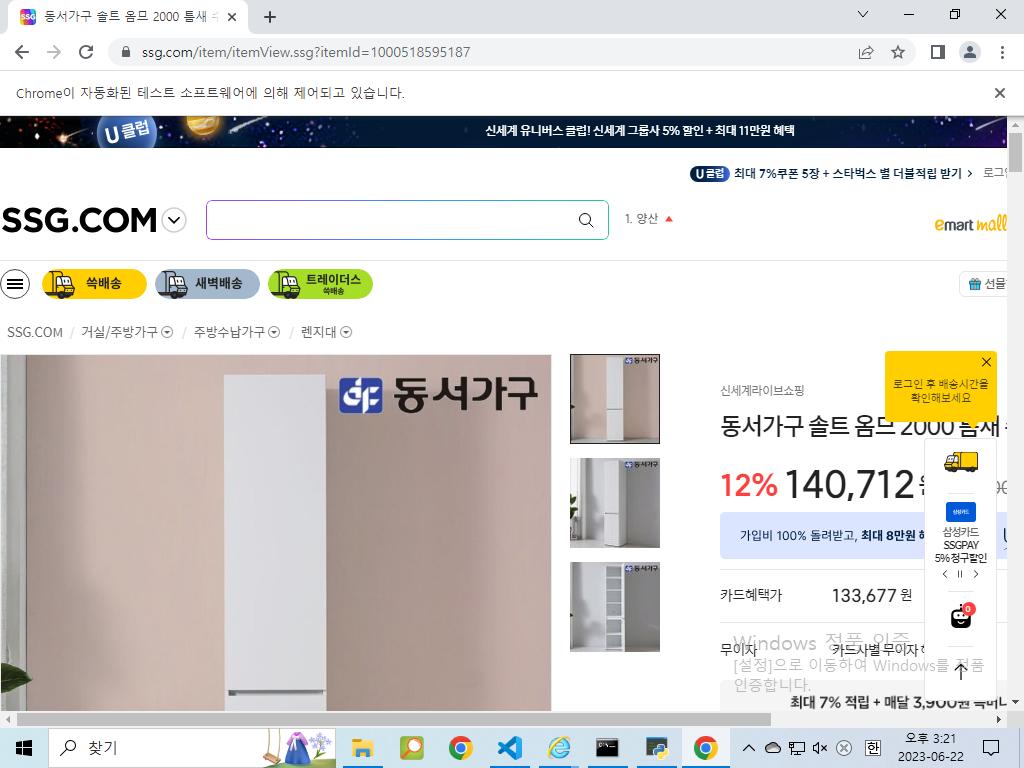 동서가구 솔트 옴므 2000 틈새
Chrome이 자동화된 테스트 소프트웨어에 의해 제어되고 있습니다.
ssg.com/item/itemView.ssg?itemId=1000518595187
U 클럽
신세계 유니버스 클럽! 신세계 그룹사 5% 할인 + 최대 11만원 혜택
U 클럽 최대 7%쿠폰 5장 + 스타벅스 별 더블적립 받기 >
로그인
SSG.COM
1. 양산
emart mall
쓱배송
새벽배송
트레이더스
쓱배송
선물
SSG.COM / 거실/주방가구 / 주방수납가구 / 렌지대
동서가구
동서가구
동서가구
동서가구
신세계라이브쇼핑
로그인 후 배송시간을
확인해보세요
동서가구 솔트 옴므 2000 틈새
12% 140,712
가입비 100% 돌려받고, 최대 8만원
삼성카드
삼성카드
SSGPAY
5% 청구할인
카드혜택가 133,677 원
0
무이자 카드사별 무이자
Windows 정품 인증
[설정]으로 이동하여 Windows를 정품
인증합니다.
최대 7% 적립 + 매달 3,900원
찾기
오후 3:21
한
2023-06-22